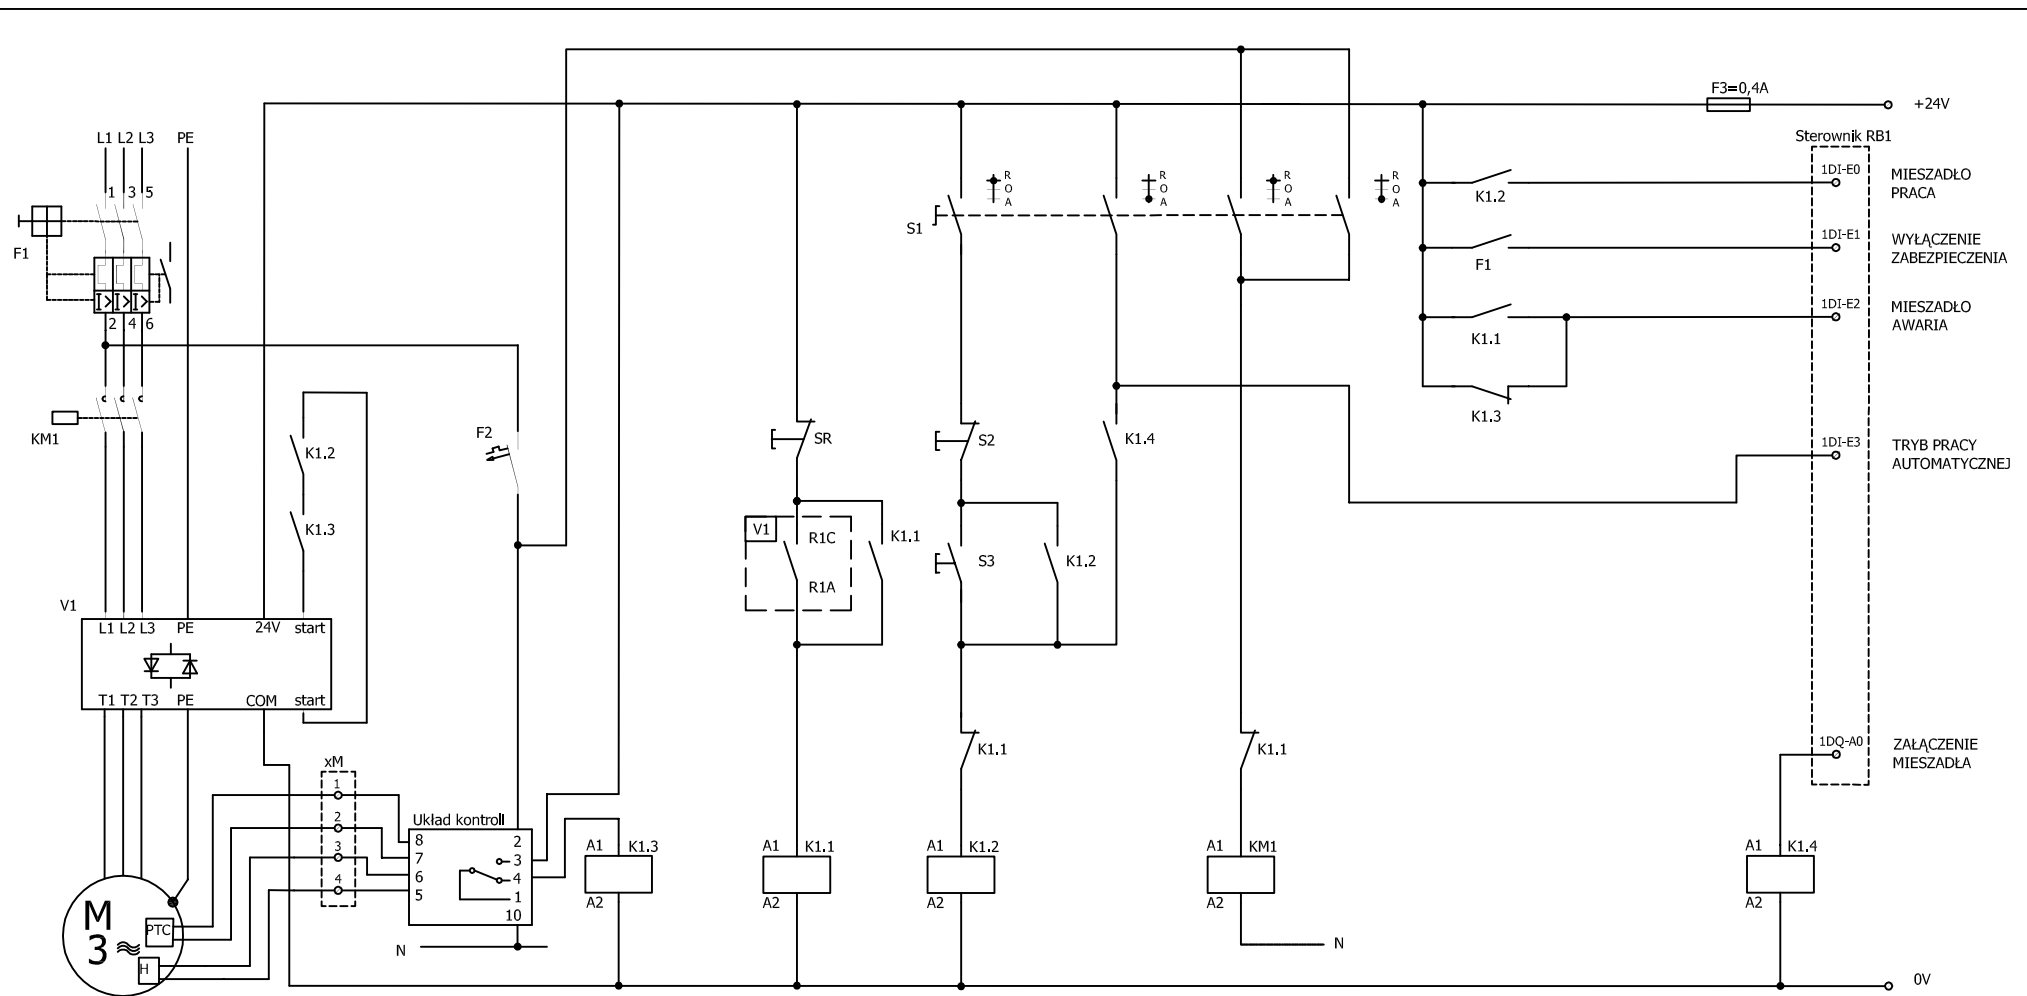 F3=0,4A
+24V
Sterownik RB1
L1 L2 L3 PE
1 3 5
F1
2 4 6
KM1
K1.2
K1.3
F2
S1
R
O
A
R
O
A
R
O
A
R
O
A
K1.2
1DI-E0
MIESZADŁO
PRACA
F1
1DI-E1
WYŁĄCZENIE
ZABEZPIECZENIA
K1.1
1DI-E2
MIESZADŁO
AWARIA
K1.3
1DI-E3
TRYB PRACY
AUTOMATYCZNEJ
SR
S2
K1.4
V1
R1C
R1A
K1.1
S3
K1.2
V1
L1 L2 L3 PE 24V start
T1 T2 T3 PE COM start
K1.1
K1.1
1DQ-A0
ZAŁĄCZENIE
MIESZADŁA
xM
1
2
3
4
Układ kontroli
8 2
7 3
6 4
5 1
10
N
A1 K1.3
A2
A1 K1.1
A2
A1 K1.2
A2
A1 KM1
A2
N
A1 K1.4
A2
M
3
PTC
H
0V